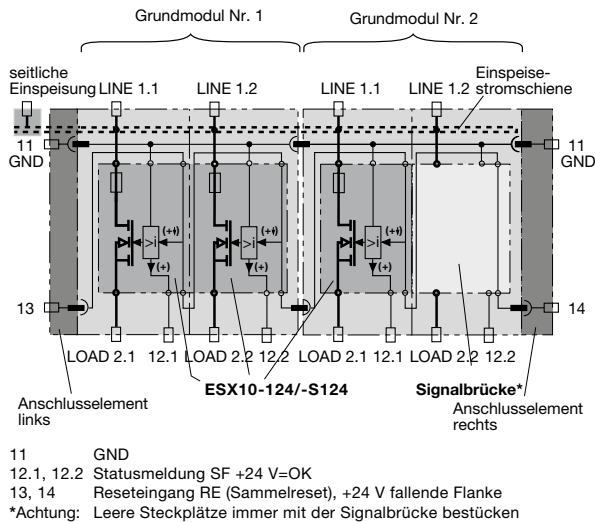 Grundmodul Nr. 1
Grundmodul Nr. 2
seitliche
Einspeisung
LINE 1.1
LINE 1.2
LINE 1.1
LINE 1.2
Einspeise-
stromschiene
11
GND
11
GND
>i
(+)
(+)
>i
(+)
(+)
>i
(+)
(+)
13
14
LOAD 2.1
12.1
LOAD 2.2
12.2
LOAD 2.1
12.1
LOAD 2.2
12.2
ESX10-124/-S124
Signalbrücke*
Anschlusselement
links
Anschlusselement
rechts
11 GND
12.1, 12.2 Statusmeldung SF +24 V=OK
13, 14 Reseteingang RE (Sammelreset), +24 V fallende Flanke
*Achtung: Leere Steckplätze immer mit der Signalbrücke bestücken